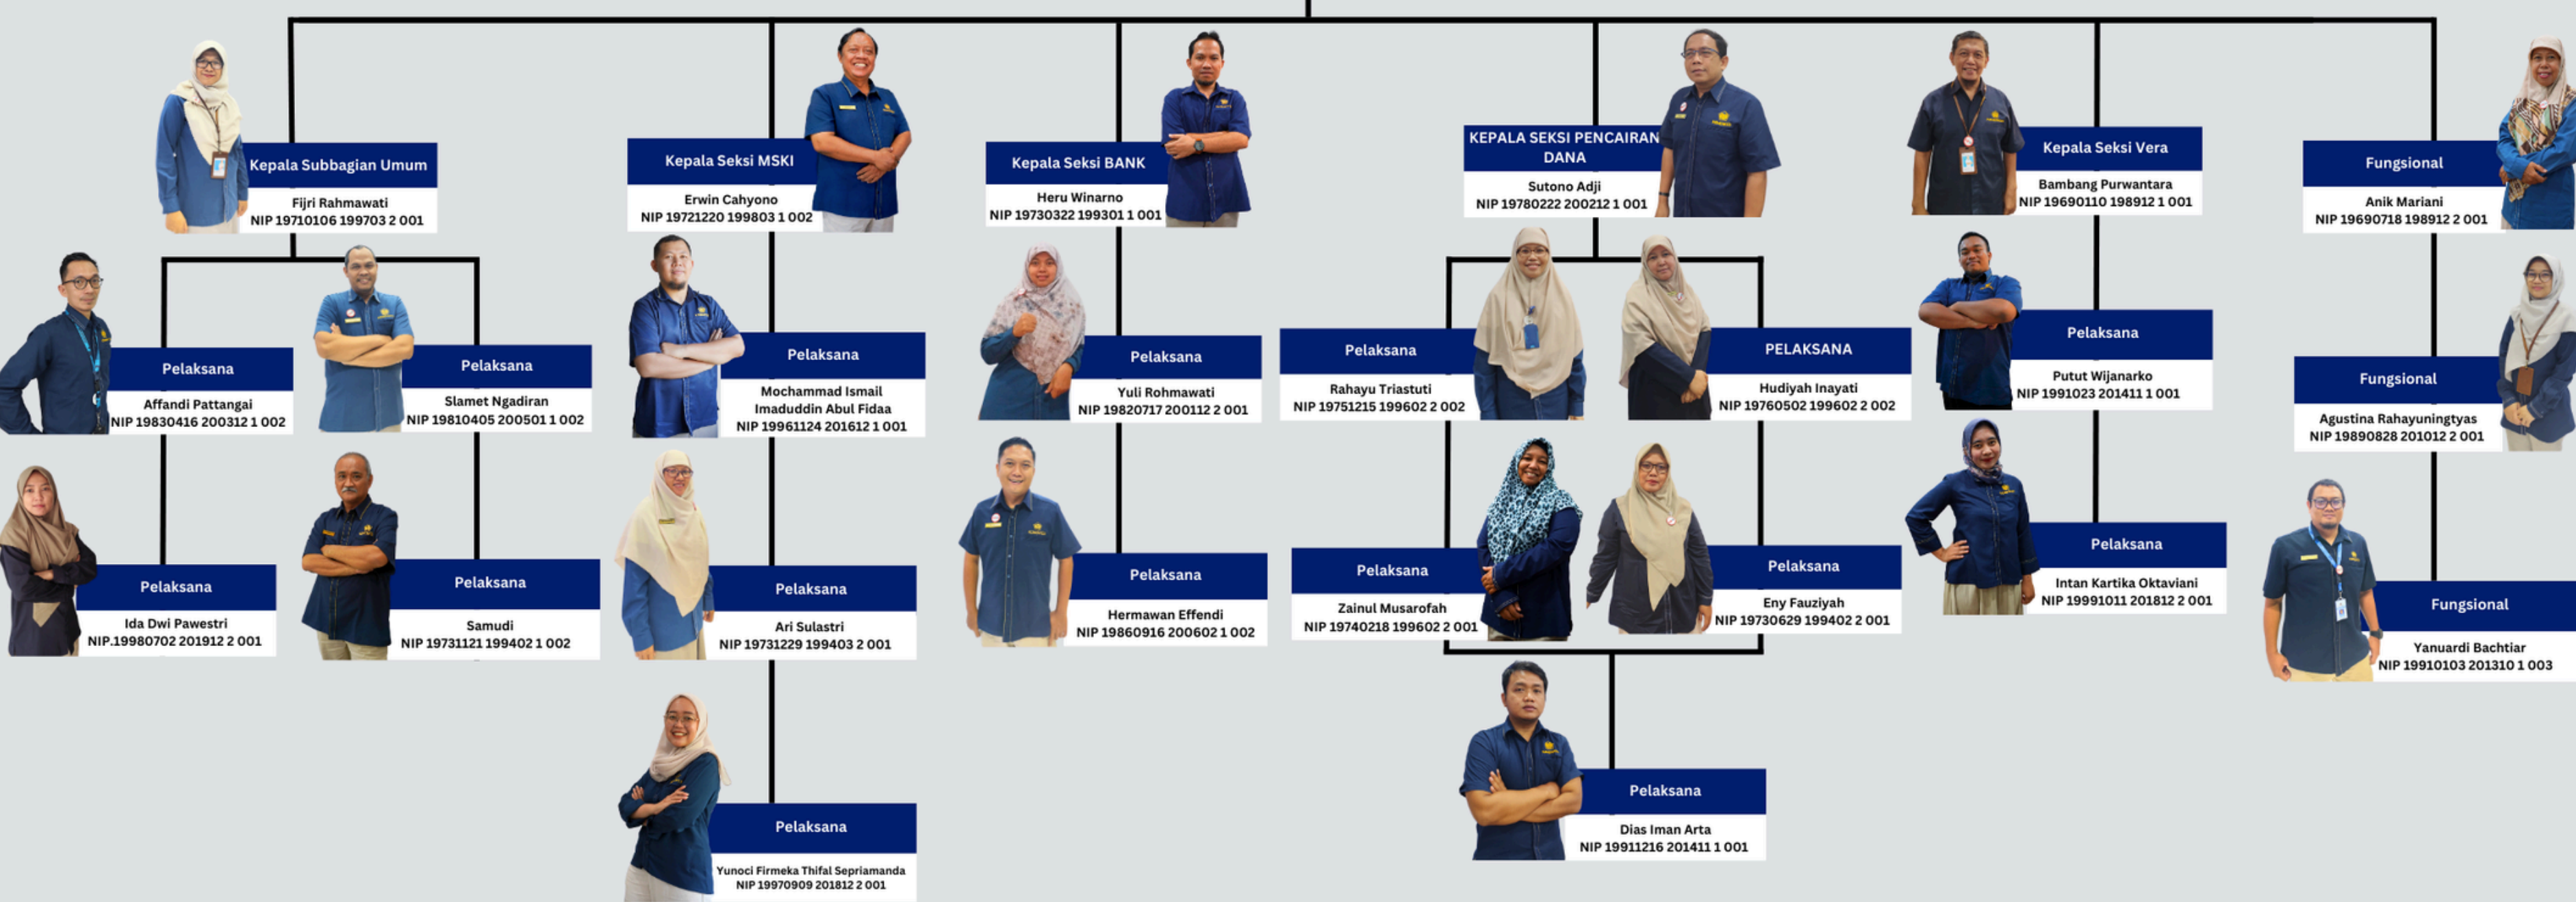 Kepala Subbagian Umum
Fijri Rahmawati
NIP 19710106 199703 2 001
Kepala Seksi MSKI
Erwin Cahyono
NIP 19721220 199803 1 002
Kepala Seksi BANK
Heru Winarno
NIP 19730322 199301 1 001
KEPALA SEKSI PENCAIRAN
DANA
Sutono Adji
NIP 19780222 200212 1 001
Kepala Seksi Vera
Bambang Purwantara
NIP 19690110 198912 1 001
Fungsional
Anik Mariani
NIP 19690718 198912 2 001
Pelaksana
Affandi Pattangai
NIP 19830416 200312 1 002
Pelaksana
Slamet Ngadiran
NIP 19810405 200501 1 002
Pelaksana
Mochammad Ismail
Imaduddin Abul Fidaa
NIP 19961124 201612 1 001
Pelaksana
Yuli Rohmawati
NIP 19820717 200112 2 001
Pelaksana
Rahayu Triastuti
NIP 19751215 199602 2 002
PELAKSANA
Hudiyah Inayati
NIP 19760502 199602 2 002
Pelaksana
Putut Wijanarko
NIP 1991023 201411 1 001
Fungsional
Agustina Rahayuningtyas
NIP 19890828 201012 2 001
Pelaksana
Ida Dwi Pawestri
NIP.19980702 201912 2 001
Pelaksana
Samudi
NIP 19731121 199402 1 002
Pelaksana
Ari Sulastri
NIP 19731229 199403 2 001
Pelaksana
Hermawan Effendi
NIP 19860916 200602 1 002
Pelaksana
Zainul Musarofah
NIP 19740218 199602 2 001
Pelaksana
Eny Fauziyah
NIP 19730629 199402 2 001
Pelaksana
Intan Kartika Oktaviani
NIP 19991011 201812 2 001
Fungsional
Yanuardi Bachtiar
NIP 19910103 201310 1 003
Pelaksana
Yunoci Firmeka Thifal Sepriamanda
NIP 19970909 201812 2 001
Pelaksana
Dias Iman Arta
NIP 19911216 201411 1 001